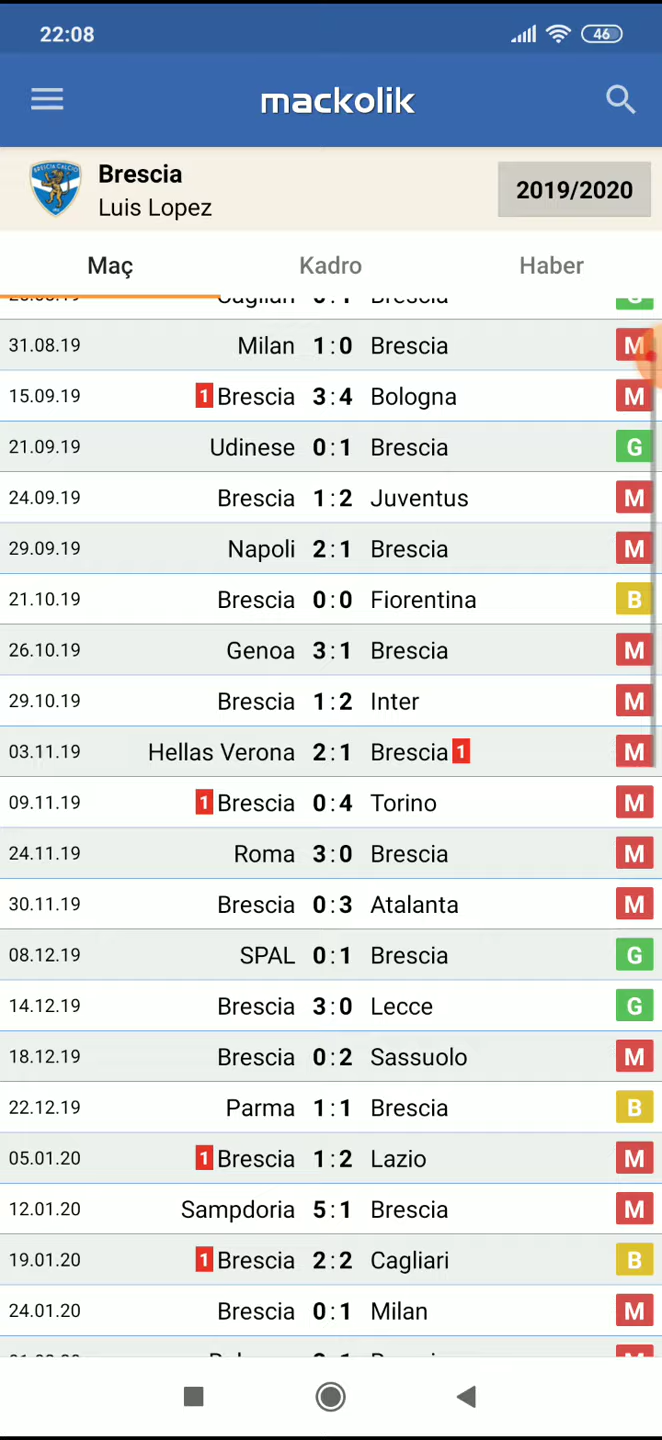 22:08 46
mackolik
Brescia
Luis Lopez
2019/2020
Maç Kadro Haber
31.08.19 Milan 1:0 Brescia M
15.09.19 1 Brescia 3:4 Bologna M
21.09.19 Udinese 0:1 Brescia G
24.09.19 Brescia 1:2 Juventus M
29.09.19 Napoli 2:1 Brescia M
21.10.19 Brescia 0:0 Fiorentina B
26.10.19 Genoa 3:1 Brescia M
29.10.19 Brescia 1:2 Inter M
03.11.19 Hellas Verona 2:1 Brescia 1 M
09.11.19 1 Brescia 0:4 Torino M
24.11.19 Roma 3:0 Brescia M
30.11.19 Brescia 0:3 Atalanta M
08.12.19 SPAL 0:1 Brescia G
14.12.19 Brescia 3:0 Lecce G
18.12.19 Brescia 0:2 Sassuolo M
22.12.19 Parma 1:1 Brescia B
05.01.20 1 Brescia 1:2 Lazio M
12.01.20 Sampdoria 5:1 Brescia M
19.01.20 1 Brescia 2:2 Cagliari B
24.01.20 Brescia 0:1 Milan M